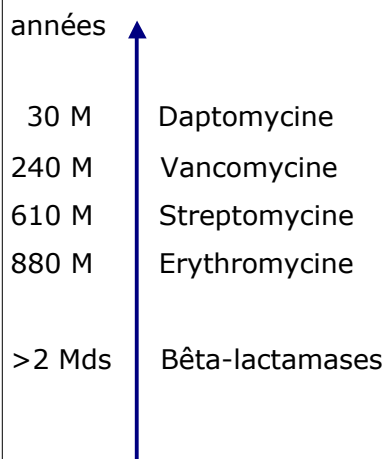 années
30 M Daptomycine
240 M Vancomycine
610 M Streptomycine
880 M Erythromycine
>2 Mds Bêta-lactamases